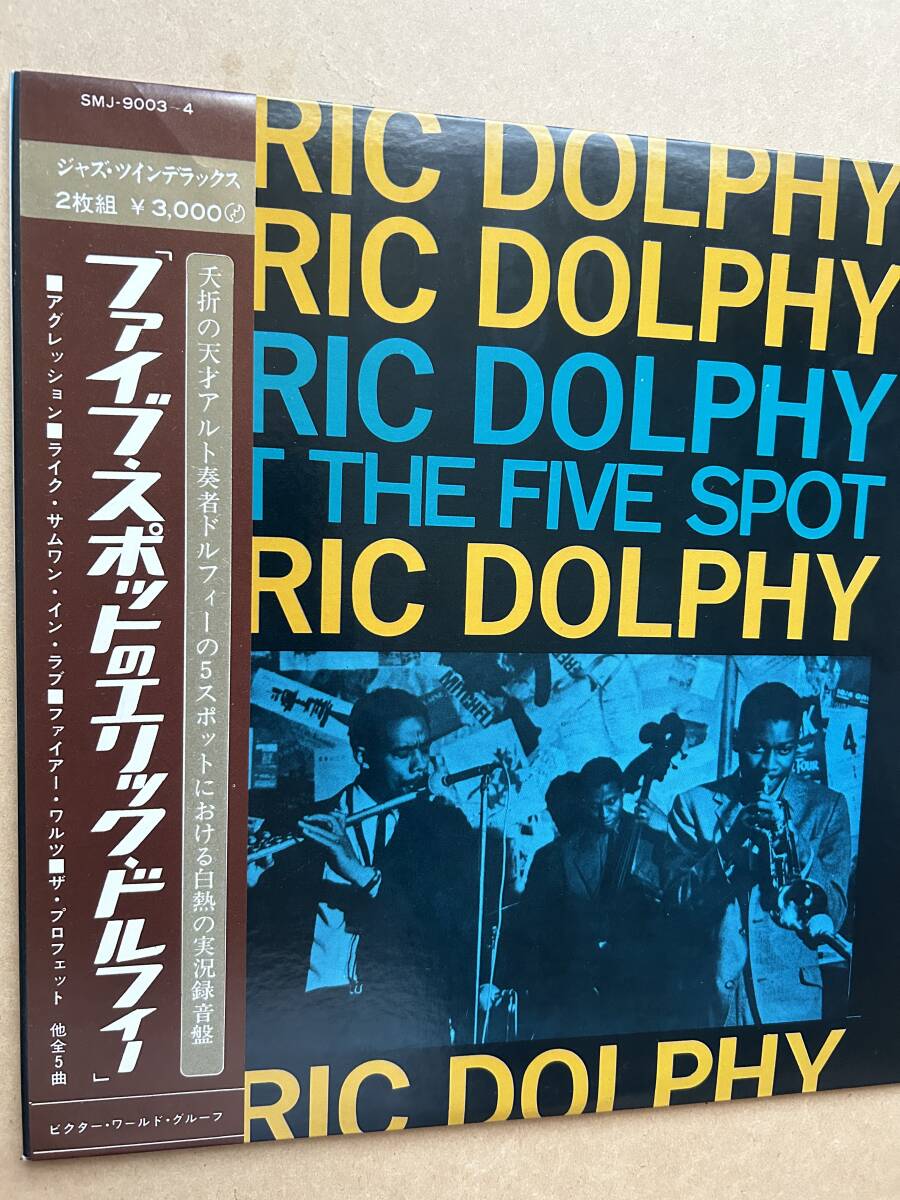 SMJ-9003~4
ジャズ・ツインデラックス
2枚組 ¥3,000
夭折の天才アルト奏者ドルフィーの5スポットにおける白熱の実況録音盤
「ファイブ・スポットのエリック・ドルフィー」
■アグレッション■ライク・サムワン・イン・ラブ■ファイアー・ワルツ■ザ・プロフェット 他全5曲
ビクター・ワールド・グループ
RIC DOLPHY
RIC DOLPHY
RIC DOLPHY
T THE FIVE SPOT
RIC DOLPHY
MITCHELL
4
TOUR
RIC DOLPHY